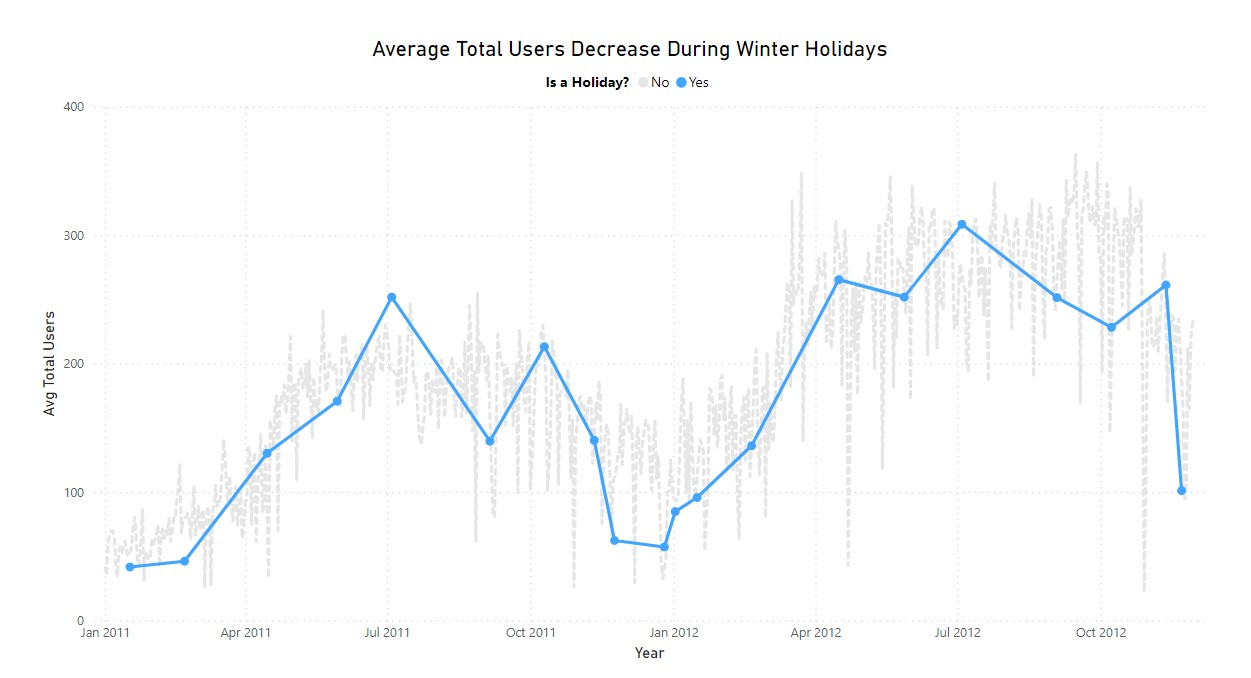 Average Total Users Decrease During Winter Holidays
Is a Holiday? No Yes
400
300
200
100
0
Avg Total Users
Jan 2011 Apr 2011 Jul 2011 Oct 2011 Jan 2012 Apr 2012 Jul 2012 Oct 2012
Year